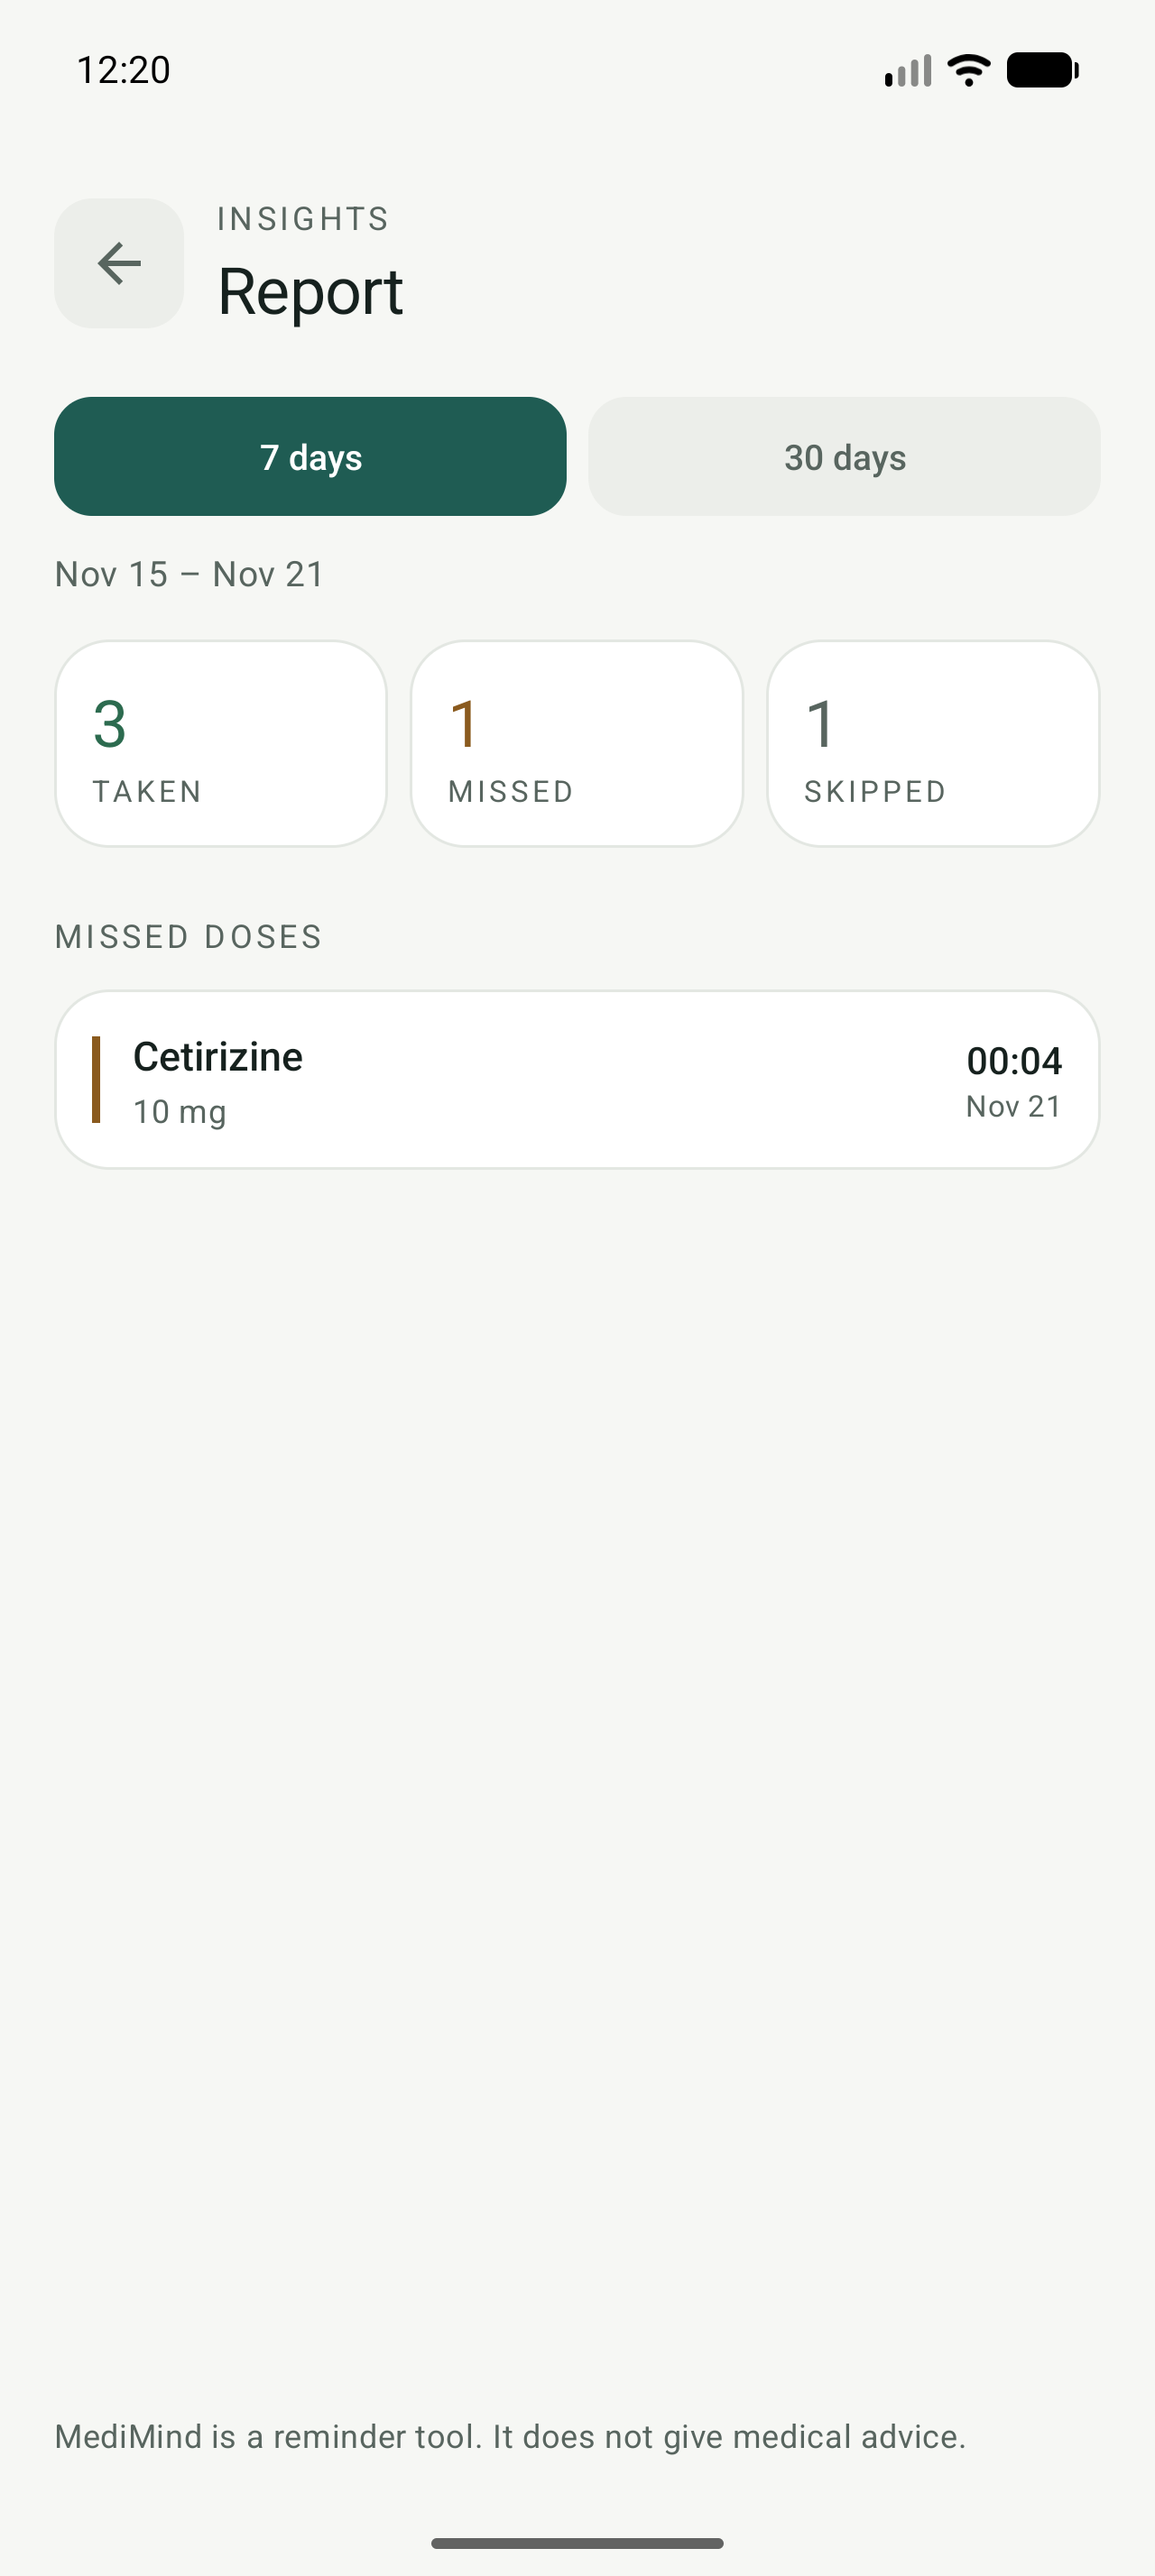 12:20
INSIGHTS
Report
7 days
30 days
Nov 15 – Nov 21
3
TAKEN
1
MISSED
1
SKIPPED
MISSED DOSES
Cetirizine
10 mg
00:04
Nov 21
MediMind is a reminder tool. It does not give medical advice.